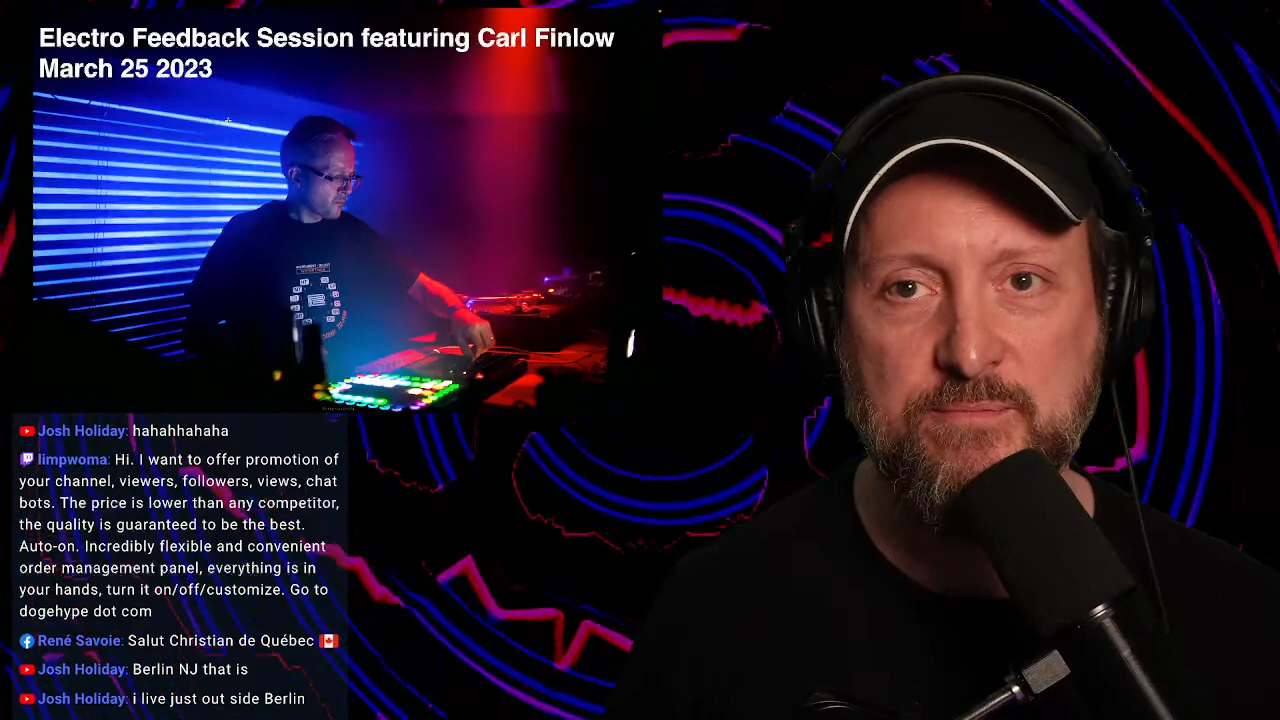 Electro Feedback Session featuring Carl Finlow
March 25 2023
Josh Holiday: hahahhahaha
limpwoma: Hi. I want to offer promotion of
your channel, viewers, followers, views, chat
bots. The price is lower than any competitor,
the quality is guaranteed to be the best.
Auto-on. Incredibly flexible and convenient
order management panel, everything is in
your hands, turn it on/off/customize. Go to
dogehype dot com
René Savoie: Salut Christian de Québec
Josh Holiday: Berlin NJ that is
Josh Holiday: i live just out side Berlin